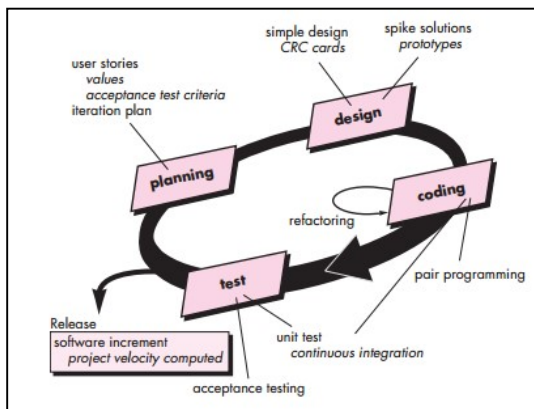 simple design
CRC cards
spike solutions
prototypes
user stories
values
acceptance test criteria
iteration plan
design
planning
coding
refactoring
pair programming
test
unit test
continuous integration
acceptance testing
Release
software increment
project velocity computed